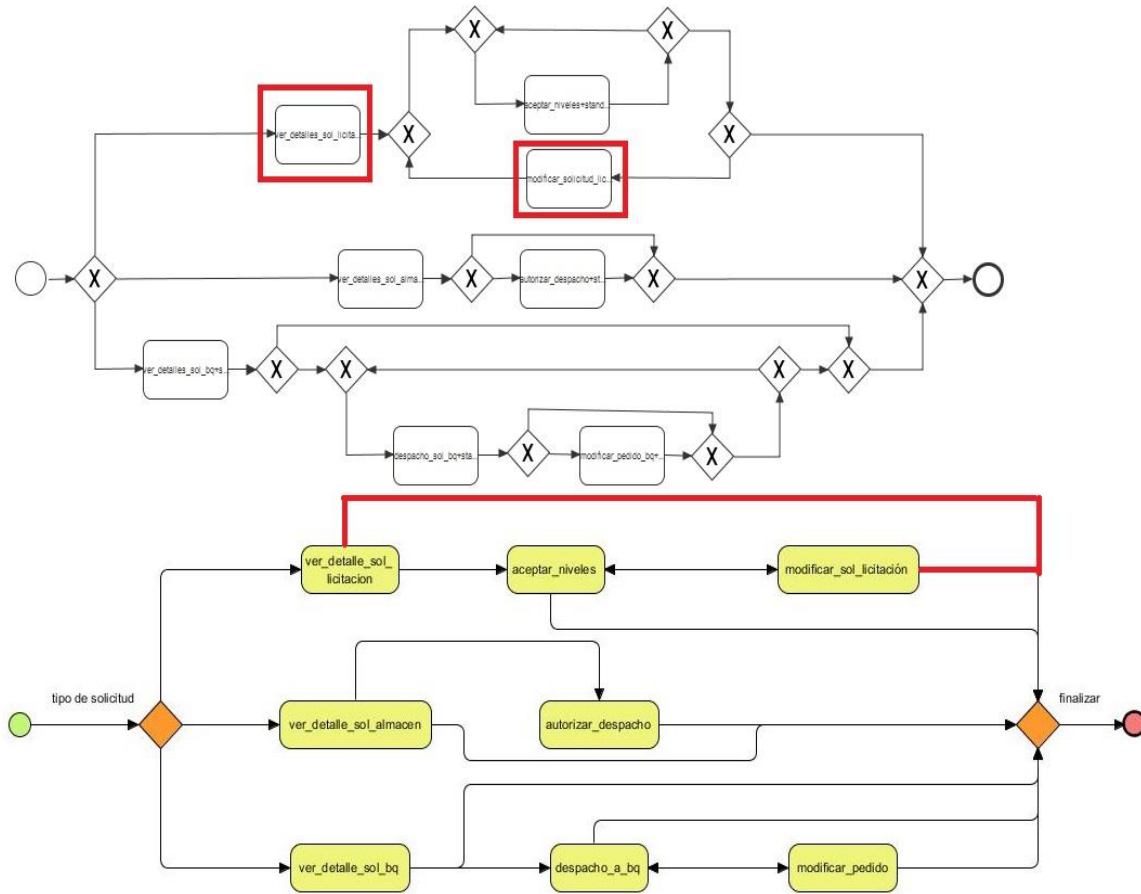 X
X
aceptar_niveles+stand...
ver_detalles_sol_licita...
X
X
modificar_solicitud_lic...
X
ver_detalles_sol_alma...
X
autorizar_despacho+st...
X
X
ver_detalles_sol_bq+s...
X
X
X
X
despacho_sol_bq+sta...
X
modificar_pedido_bq+...
X
ver_detalle_sol_
licitacion
aceptar_niveles
modificar_sol_licitación
tipo de solicitud
ver_detalle_sol_almacen
autorizar_despacho
finalizar
ver_detalle_sol_bq
despacho_a_bq
modificar_pedido